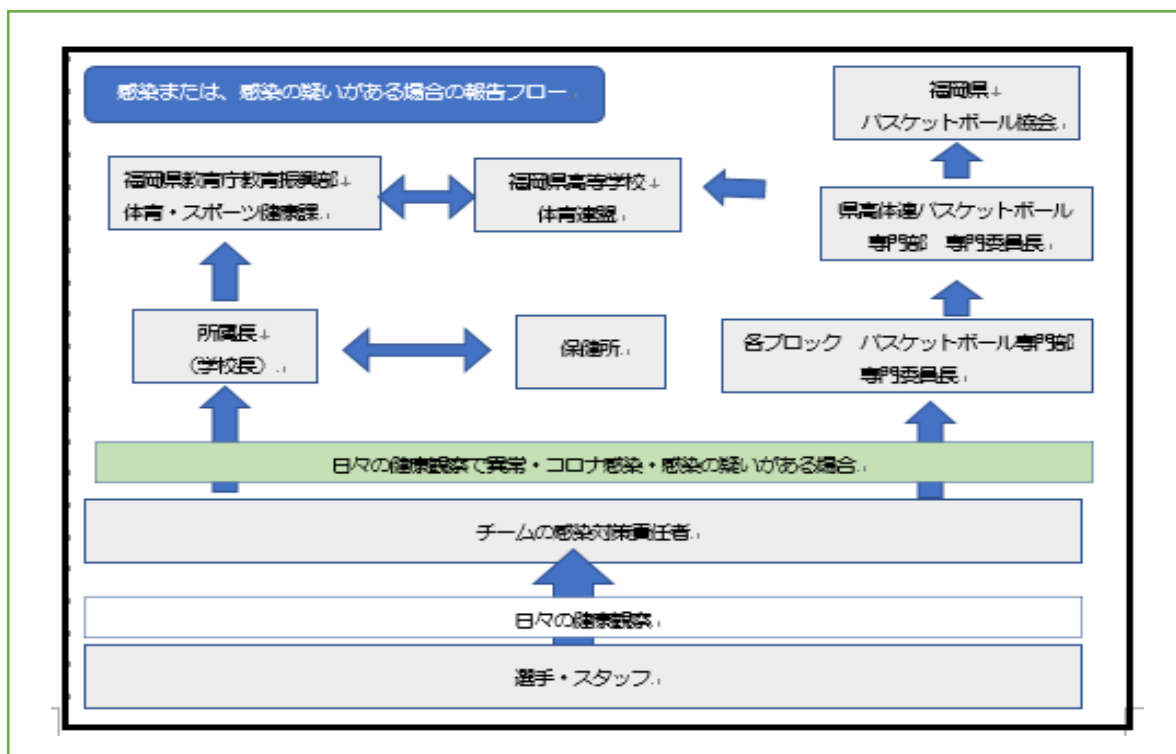 感染または、感染の疑いがある場合の報告フロー
福岡県
バスケットボール協会
福岡県教育庁教育振興部
体育・スポーツ健康課
福岡県高等学校
体育連盟
県高体連バスケットボール
専門部　専門委員長
所属長
（学校長）
保健所
各ブロック　バスケットボール専門部
専門委員長
日々の健康観察で異常・コロナ感染・感染の疑いがある場合
チームの感染対策責任者
日々の健康観察
選手・スタッフ